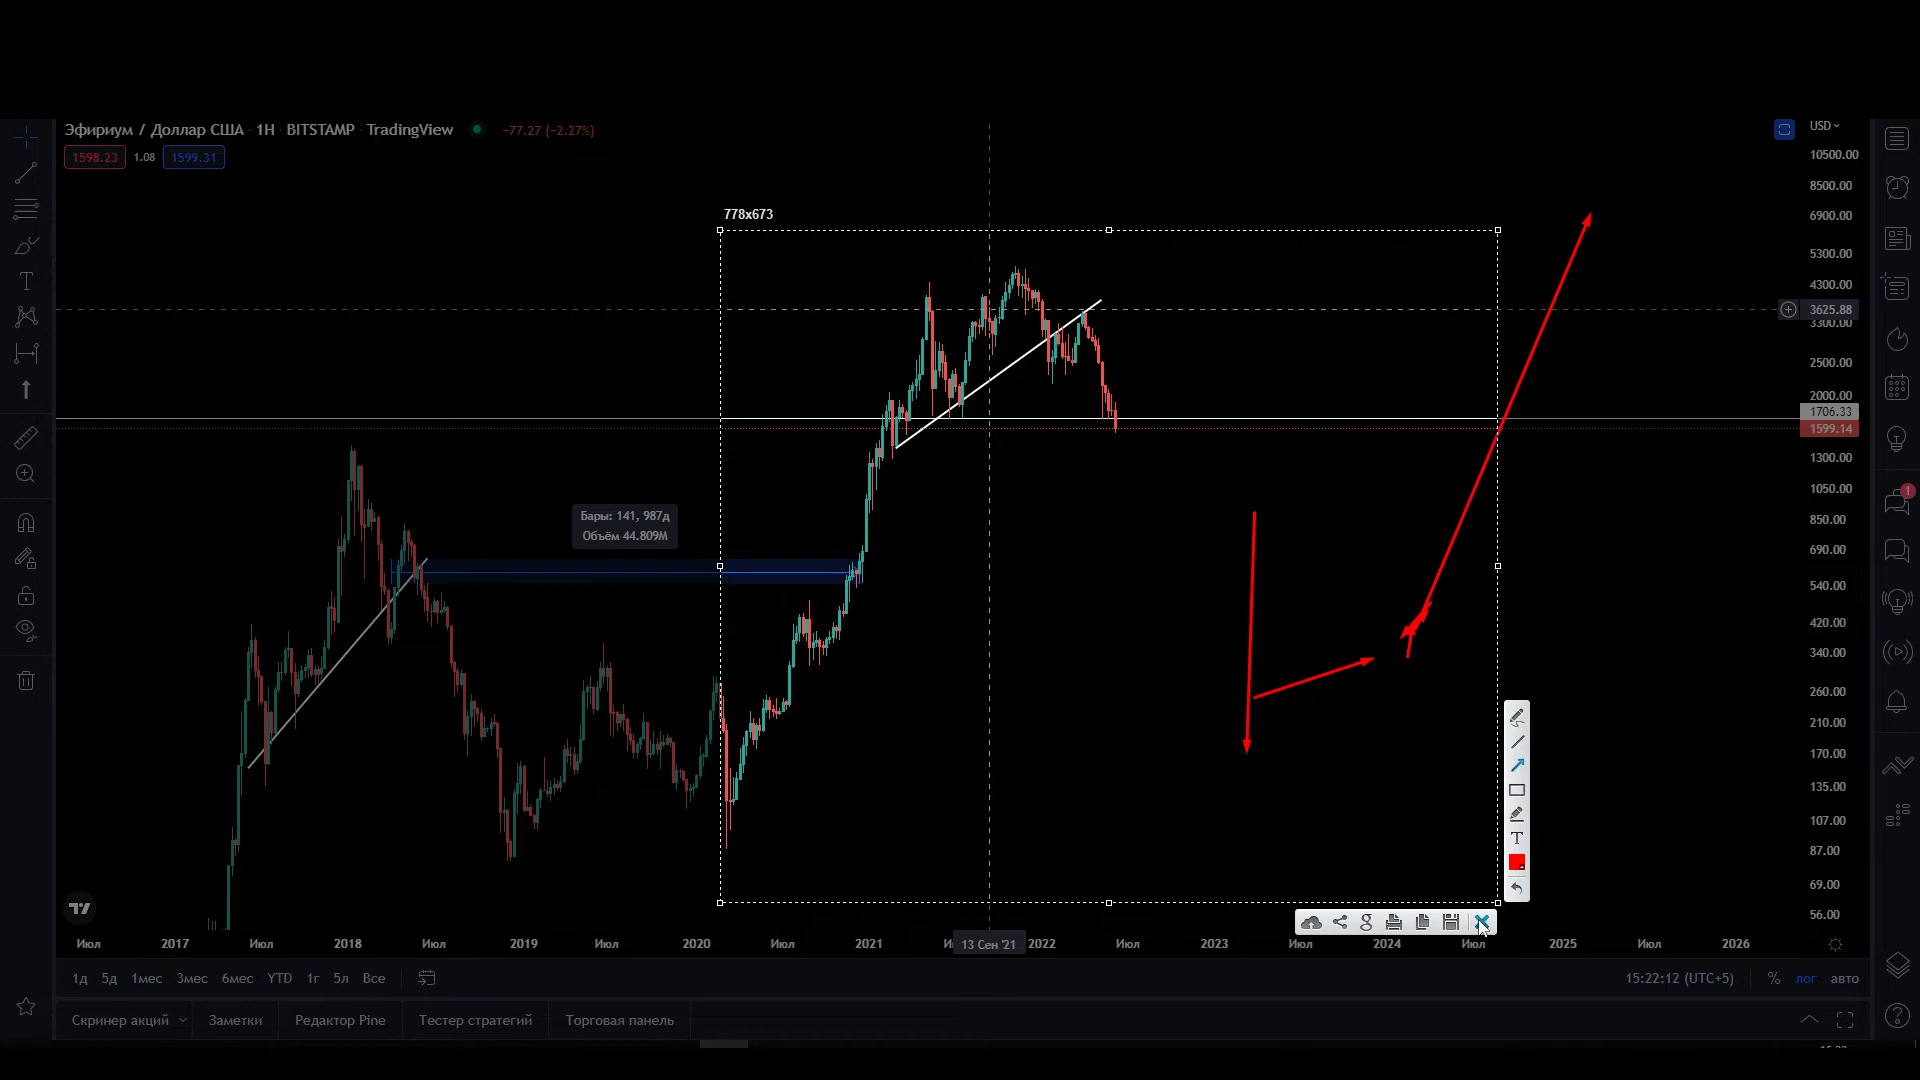 Эфириум / Доллар США · 1Н · BITSTAMP · TradingView −77.27 (−2.27%)
USD
1598.23 1.08 1599.31
10500.00
8500.00
6900.00
5300.00
4300.00
3625.88
3300.00
2500.00
2000.00
1706.33
1599.14
1300.00
1050.00
850.00
690.00
540.00
420.00
340.00
260.00
210.00
170.00
135.00
107.00
87.00
69.00
56.00
778x673
Бары: 141, 987д
Объём 44.809M
1
T
Июл 2017 Июл 2018 Июл 2019 Июл 2020 Июл 2021 13 Сен '21 2022 Июл 2023 Июл 2024 Июл 2025 Июл 2026
1д 5д 1мес 3мес 6мес YTD 1г 5л Все
15:22:12 (UTC+5) % лог авто
Скринер акций Заметки Редактор Pine Тестер стратегий Торговая панель